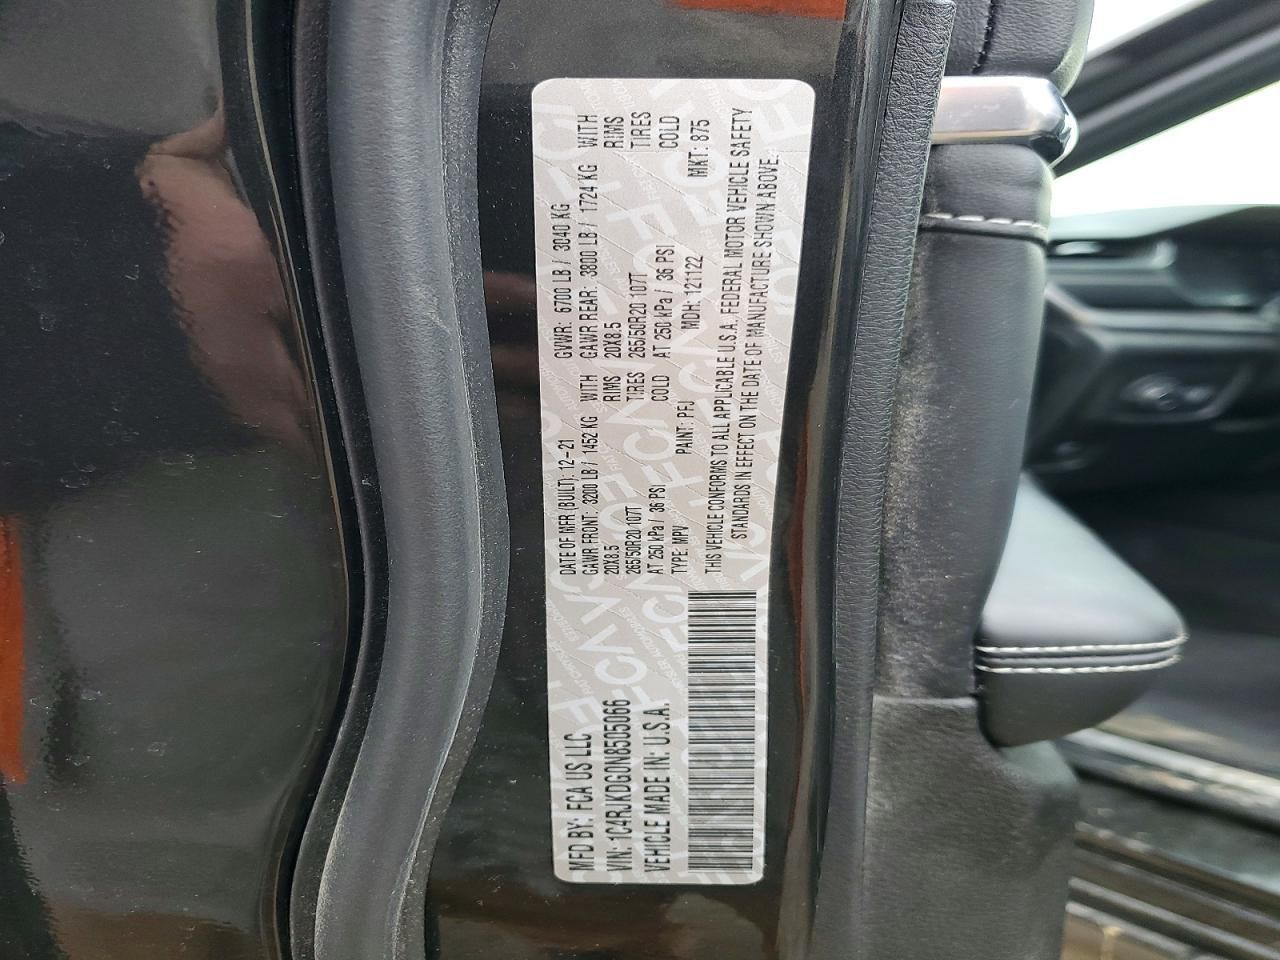 MFD BY: FCA US LLC
VIN: 1C4RJKDG0N8505066
VEHICLE MADE IN: U.S.A.
DATE OF MFR (BUILT): 12-21 GVWR: 6700 LB / 3040 KG
GAWR FRONT: 3200 LB / 1452 KG WITH GAWR REAR: 3800 LB / 1724 KG WITH
20X8.5 RIMS 20X8.5 RIMS
265/50R20 107T TIRES 265/50R20 107T TIRES
AT 250 kPa / 36 PSI COLD AT 250 kPa / 36 PSI COLD
TYPE: MPV PAINT: PFJ MDH: 121122 MKT: 875
THIS VEHICLE CONFORMS TO ALL APPLICABLE U.S.A. FEDERAL MOTOR VEHICLE SAFETY
STANDARDS IN EFFECT ON THE DATE OF MANUFACTURE SHOWN ABOVE.